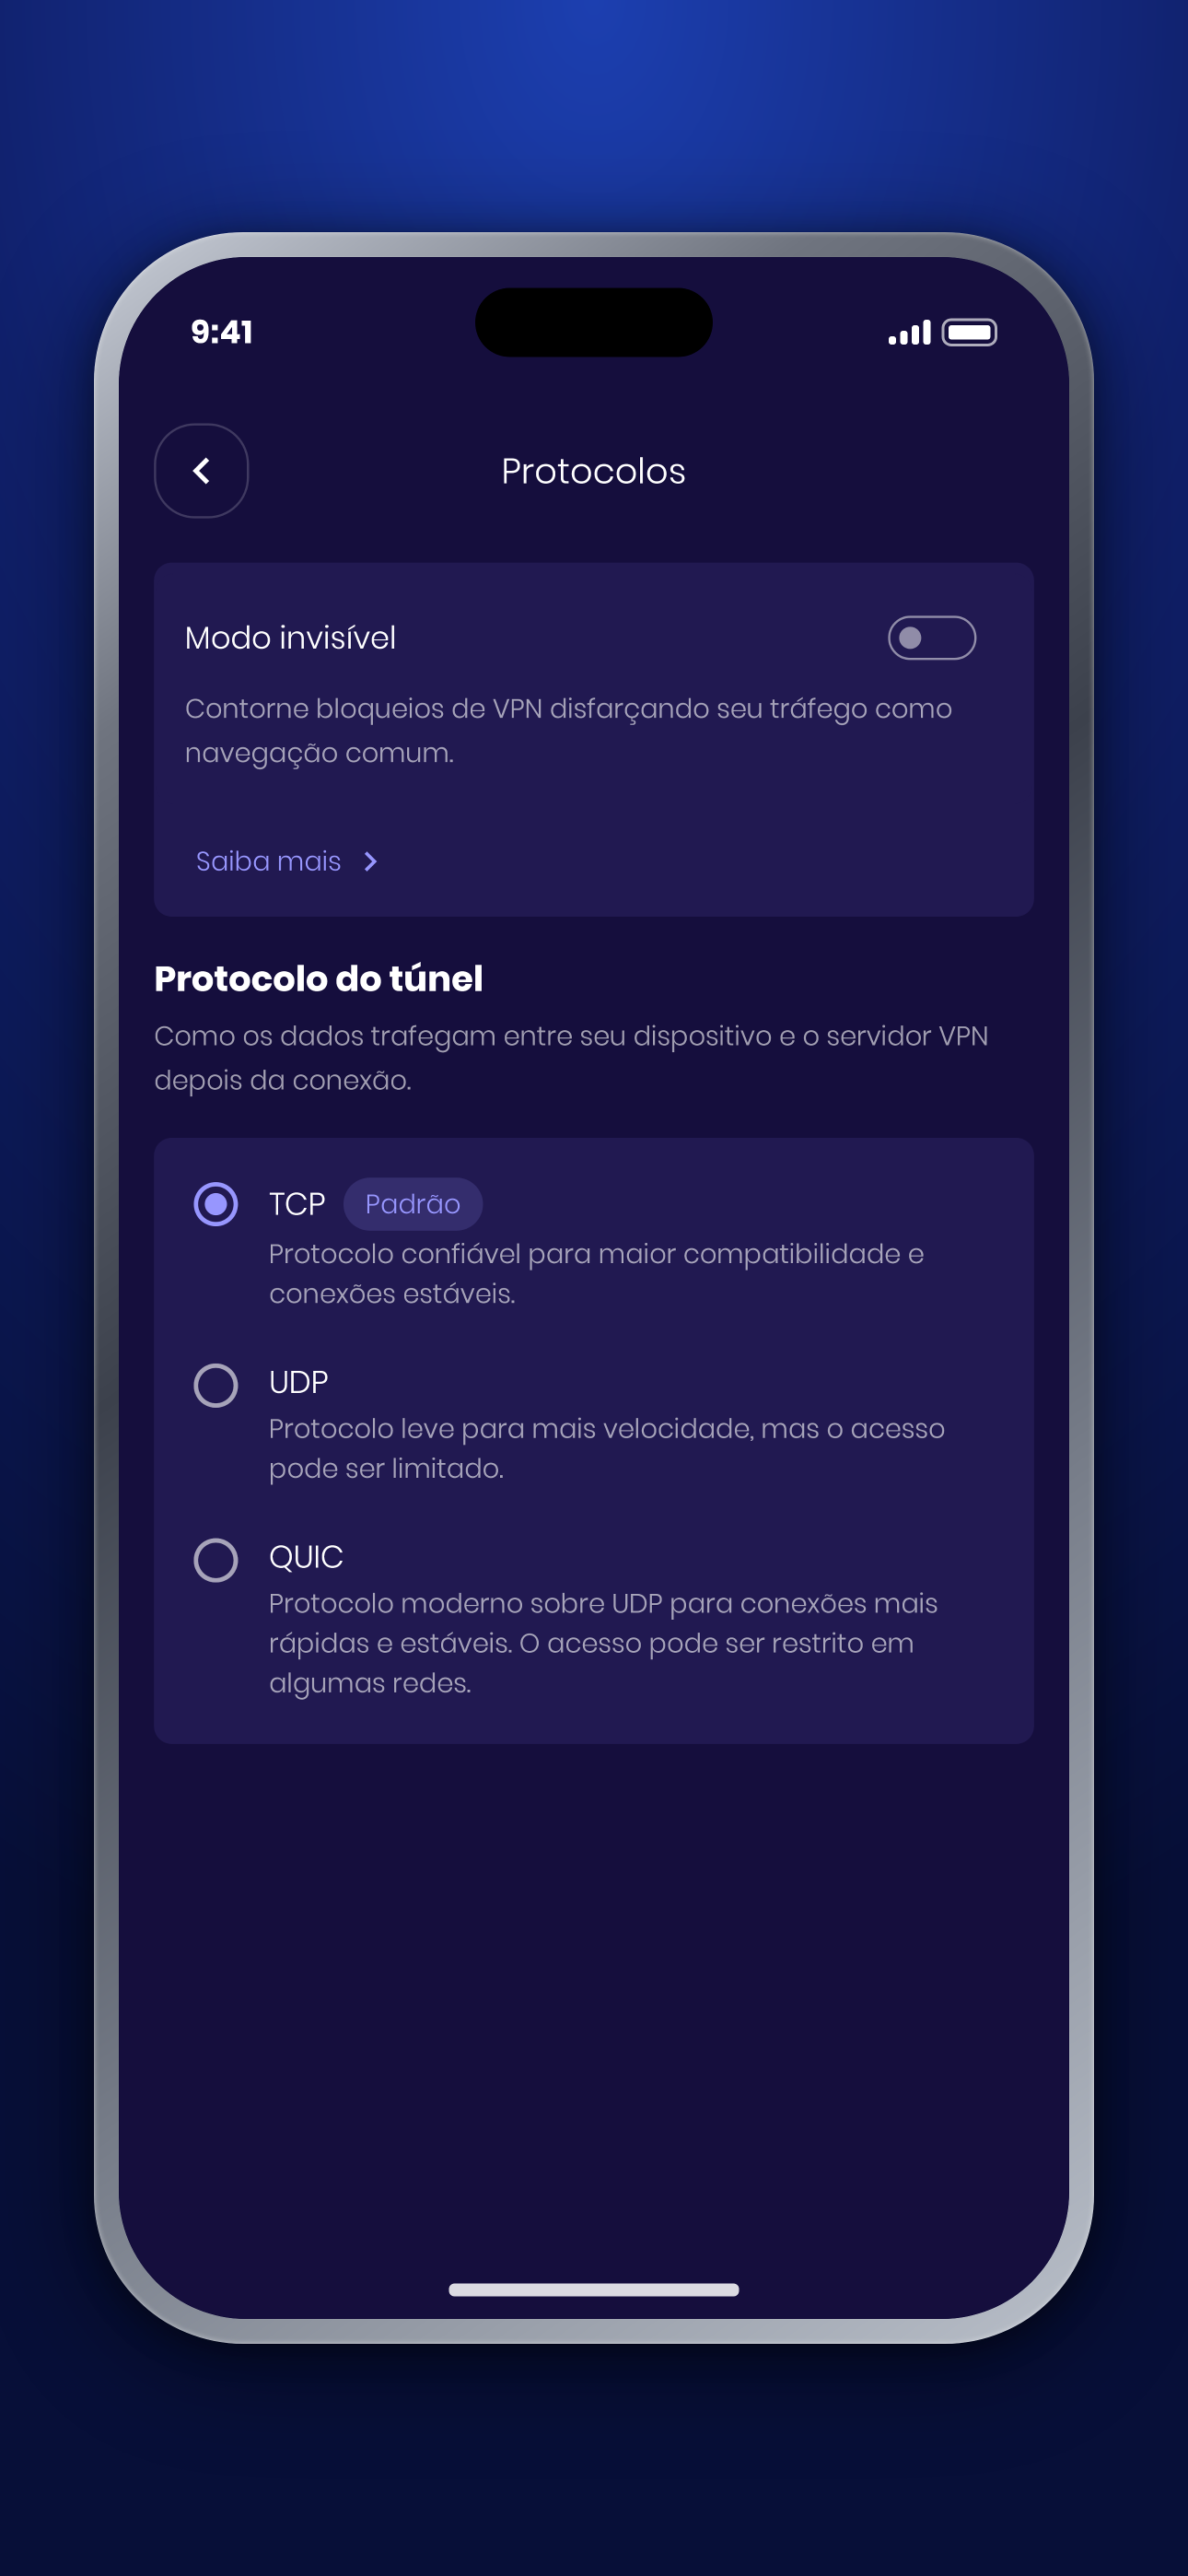 9:41
Protocolos
Modo invisível
Contorne bloqueios de VPN disfarçando seu tráfego como
navegação comum.
Saiba mais
Protocolo do túnel
Como os dados trafegam entre seu dispositivo e o servidor VPN
depois da conexão.
TCP Padrão
Protocolo confiável para maior compatibilidade e
conexões estáveis.
UDP
Protocolo leve para mais velocidade, mas o acesso
pode ser limitado.
QUIC
Protocolo moderno sobre UDP para conexões mais
rápidas e estáveis. O acesso pode ser restrito em
algumas redes.